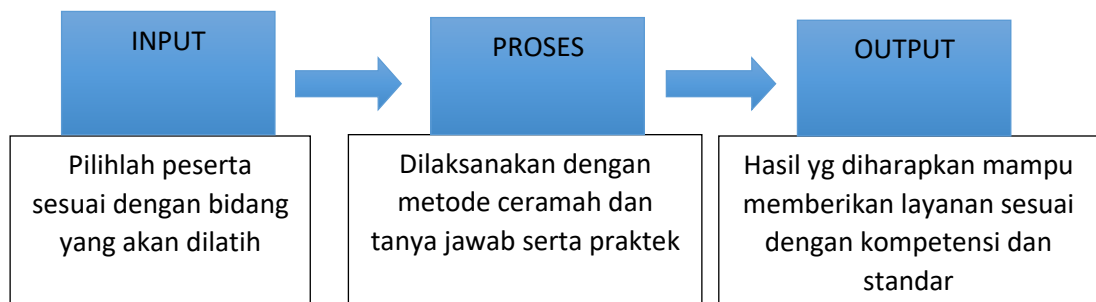 INPUT
PROSES
OUTPUT
Pilihlah peserta
sesuai dengan bidang
yang akan dilatih
Dilaksanakan dengan
metode ceramah dan
tanya jawab serta praktek
Hasil yg diharapkan mampu
memberikan layanan sesuai
dengan kompetensi dan
standar